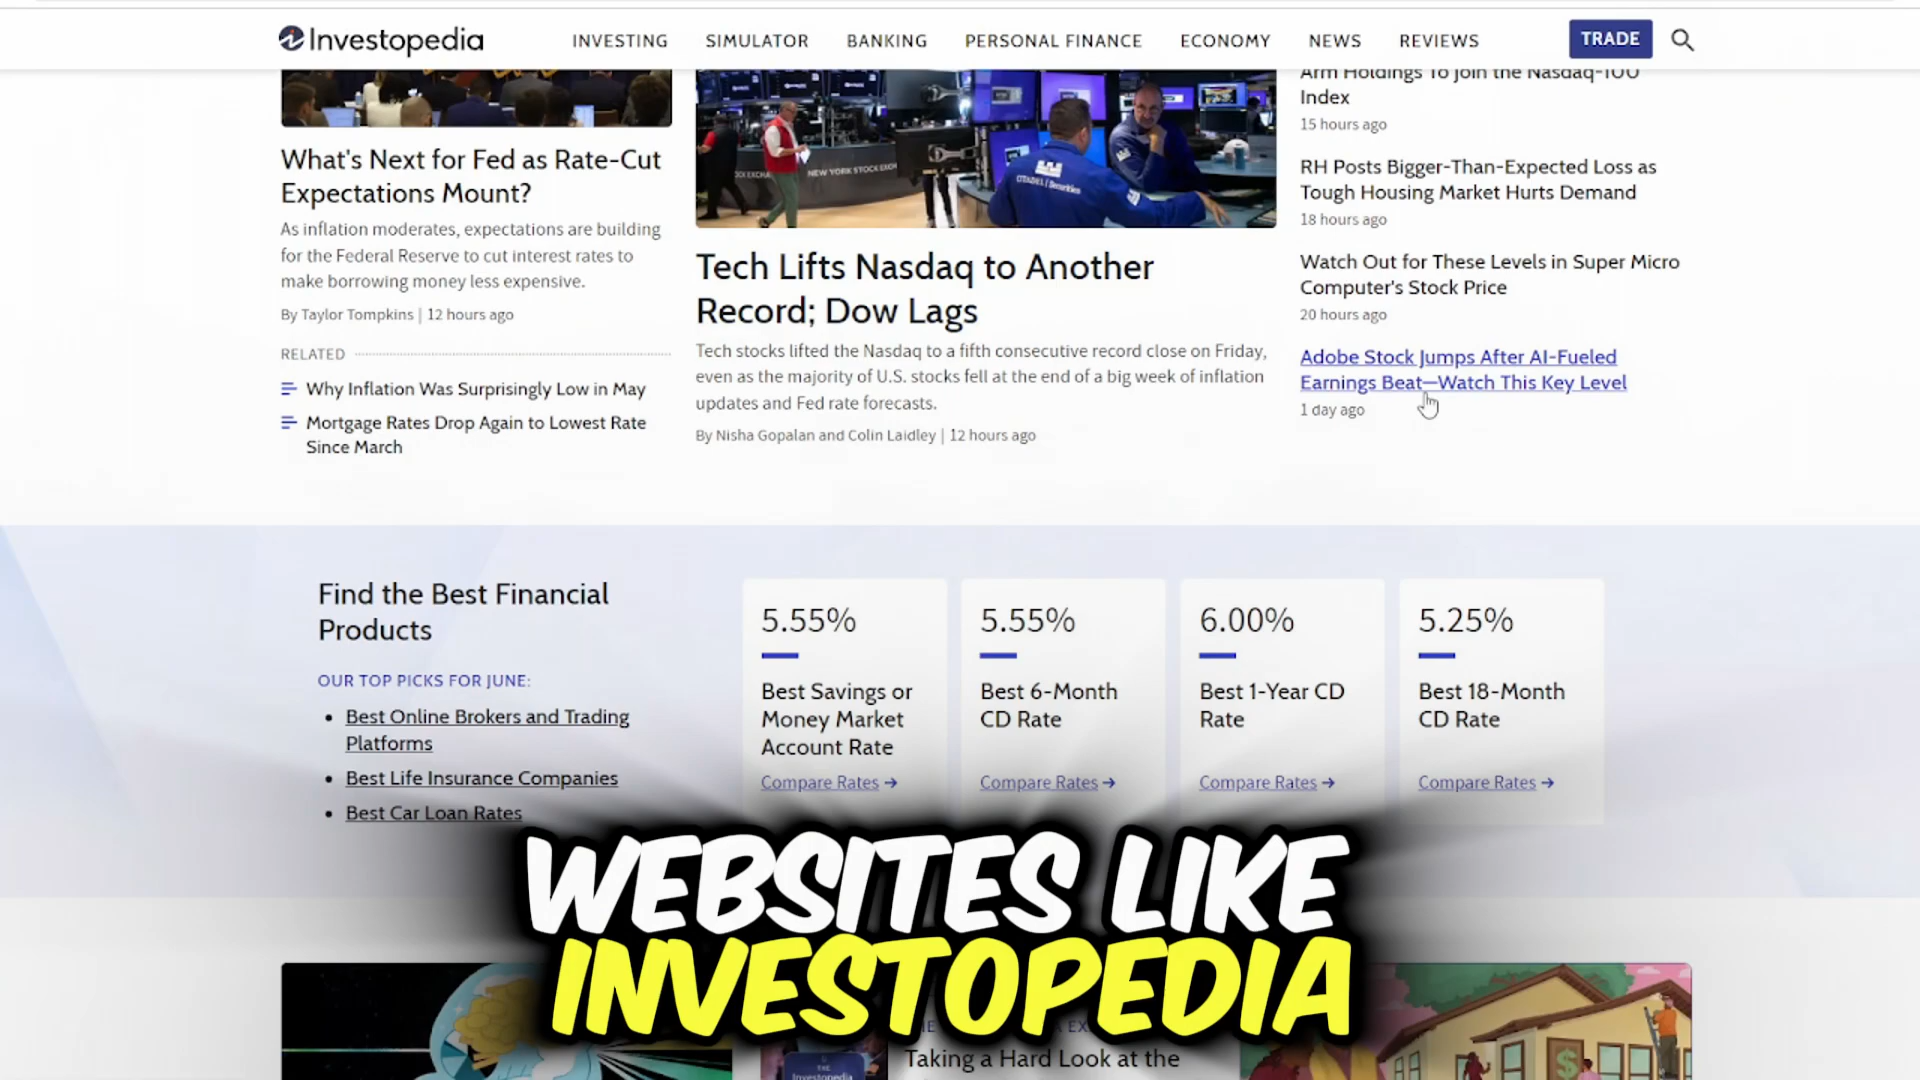 Investopedia
INVESTING SIMULATOR BANKING PERSONAL FINANCE ECONOMY NEWS REVIEWS TRADE
What's Next for Fed as Rate-Cut
Expectations Mount?
As inflation moderates, expectations are building
for the Federal Reserve to cut interest rates to
make borrowing money less expensive.
By Taylor Tompkins | 12 hours ago
RELATED
Why Inflation Was Surprisingly Low in May
Mortgage Rates Drop Again to Lowest Rate
Since March
NEW YORK STOCK EXCH
CITADEL | Securities
Tech Lifts Nasdaq to Another
Record; Dow Lags
Tech stocks lifted the Nasdaq to a fifth consecutive record close on Friday,
even as the majority of U.S. stocks fell at the end of a big week of inflation
updates and Fed rate forecasts.
By Nisha Gopalan and Colin Laidley | 12 hours ago
Arm Holdings To Join the Nasdaq-100
Index
15 hours ago
RH Posts Bigger-Than-Expected Loss as
Tough Housing Market Hurts Demand
18 hours ago
Watch Out for These Levels in Super Micro
Computer's Stock Price
20 hours ago
Adobe Stock Jumps After AI-Fueled
Earnings Beat—Watch This Key Level
1 day ago
Find the Best Financial
Products
OUR TOP PICKS FOR JUNE:
• Best Online Brokers and Trading
Platforms
• Best Life Insurance Companies
• Best Car Loan Rates
5.55%
Best Savings or
Money Market
Account Rate
Compare Rates →
5.55%
Best 6-Month
CD Rate
Compare Rates →
6.00%
Best 1-Year CD
Rate
Compare Rates →
5.25%
Best 18-Month
CD Rate
Compare Rates →
WEBSITES LIKE
INVESTOPEDIA
THE
Investopedia
Taking a Hard Look at the
$